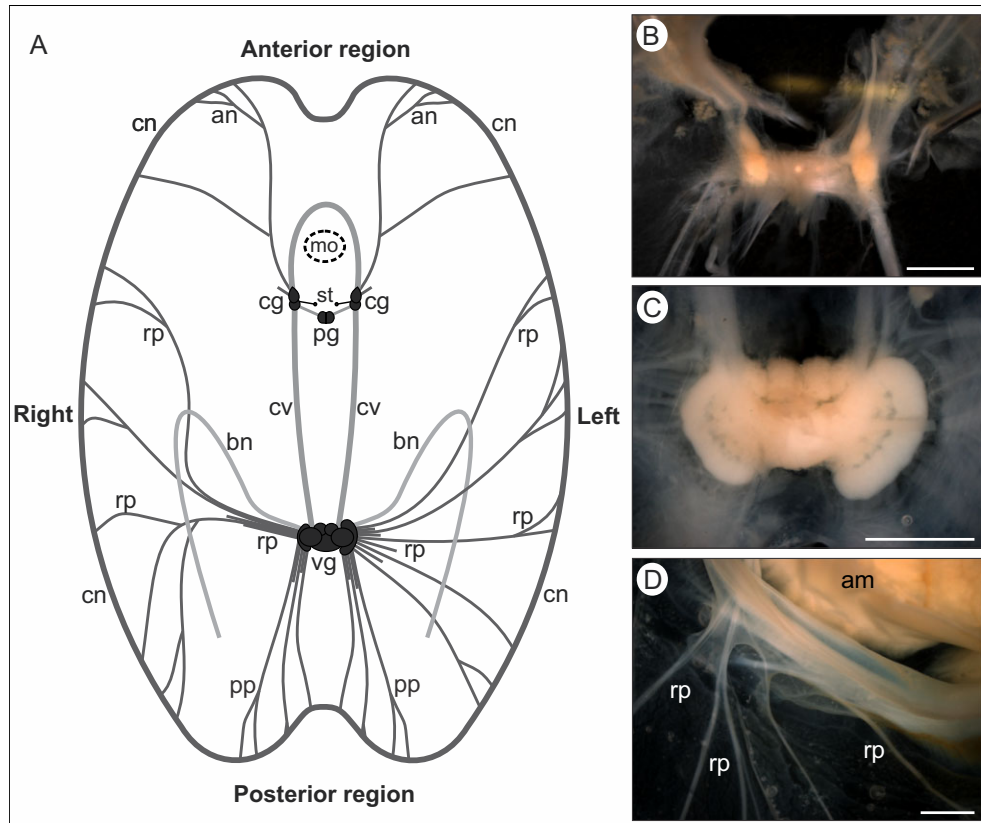 A
Anterior region
cn
an
an
cn
mo
cg
st
cg
pg
rp
rp
Right
cv
cv
Left
bn
bn
rp
rp
rp
rp
vg
cn
cn
pp
pp
Posterior region
B
C
D
am
rp
rp
rp